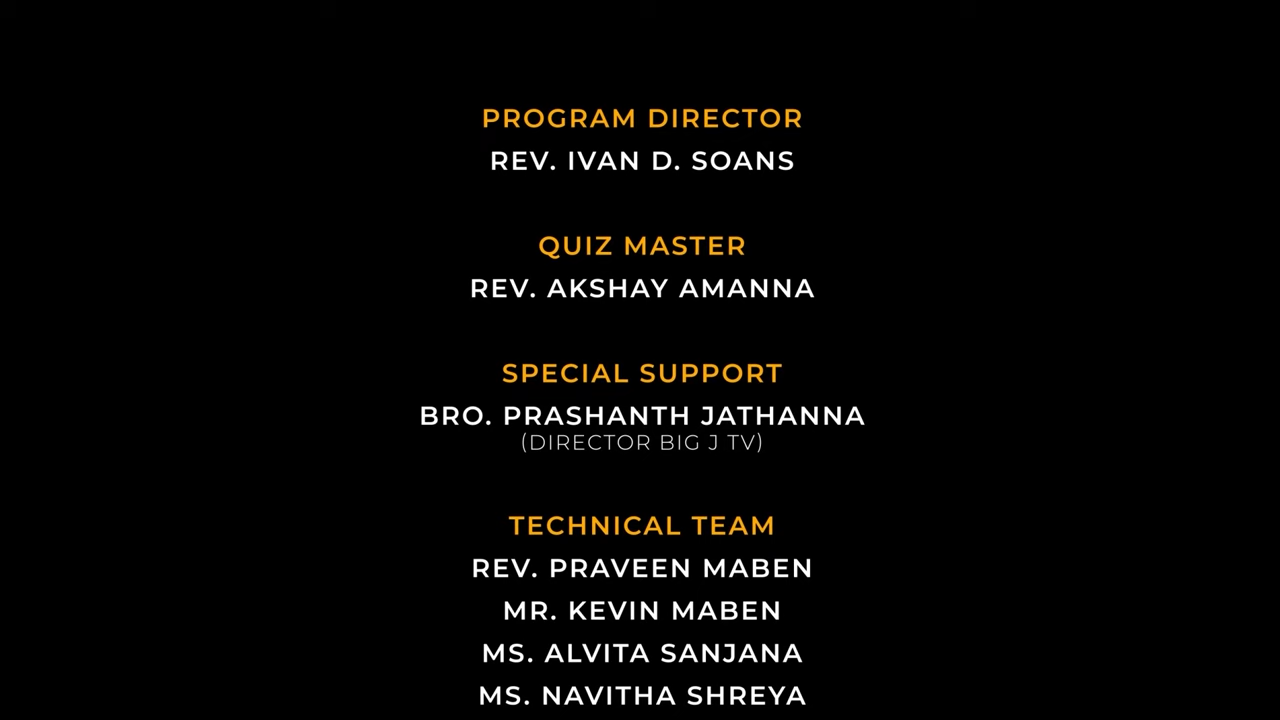 PROGRAM DIRECTOR
REV. IVAN D. SOANS
QUIZ MASTER
REV. AKSHAY AMANNA
SPECIAL SUPPORT
BRO. PRASHANTH JATHANNA
(DIRECTOR BIG J TV)
TECHNICAL TEAM
REV. PRAVEEN MABEN
MR. KEVIN MABEN
MS. ALVITA SANJANA
MS. NAVITHA SHREYA